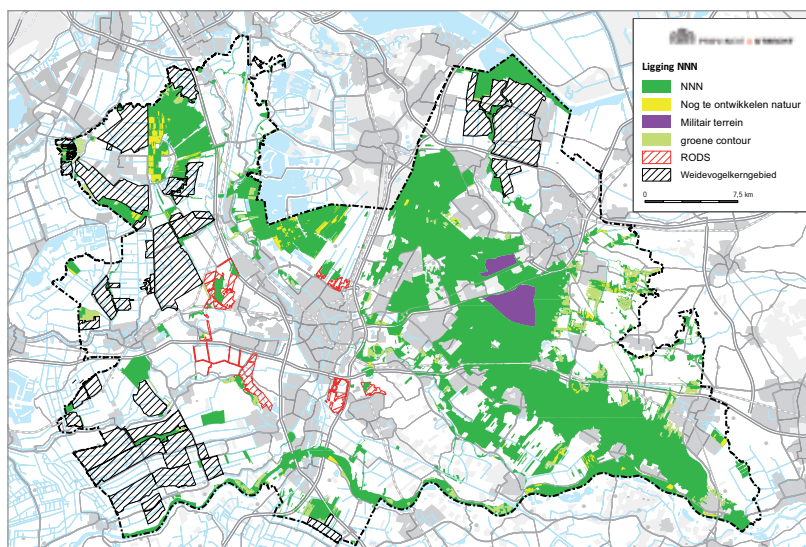 Ligging NNN
NNN
Nog te ontwikkelen natuur
Militair terrein
groene contour
RODS
Weidevogelkerngebied
0 7,5 km